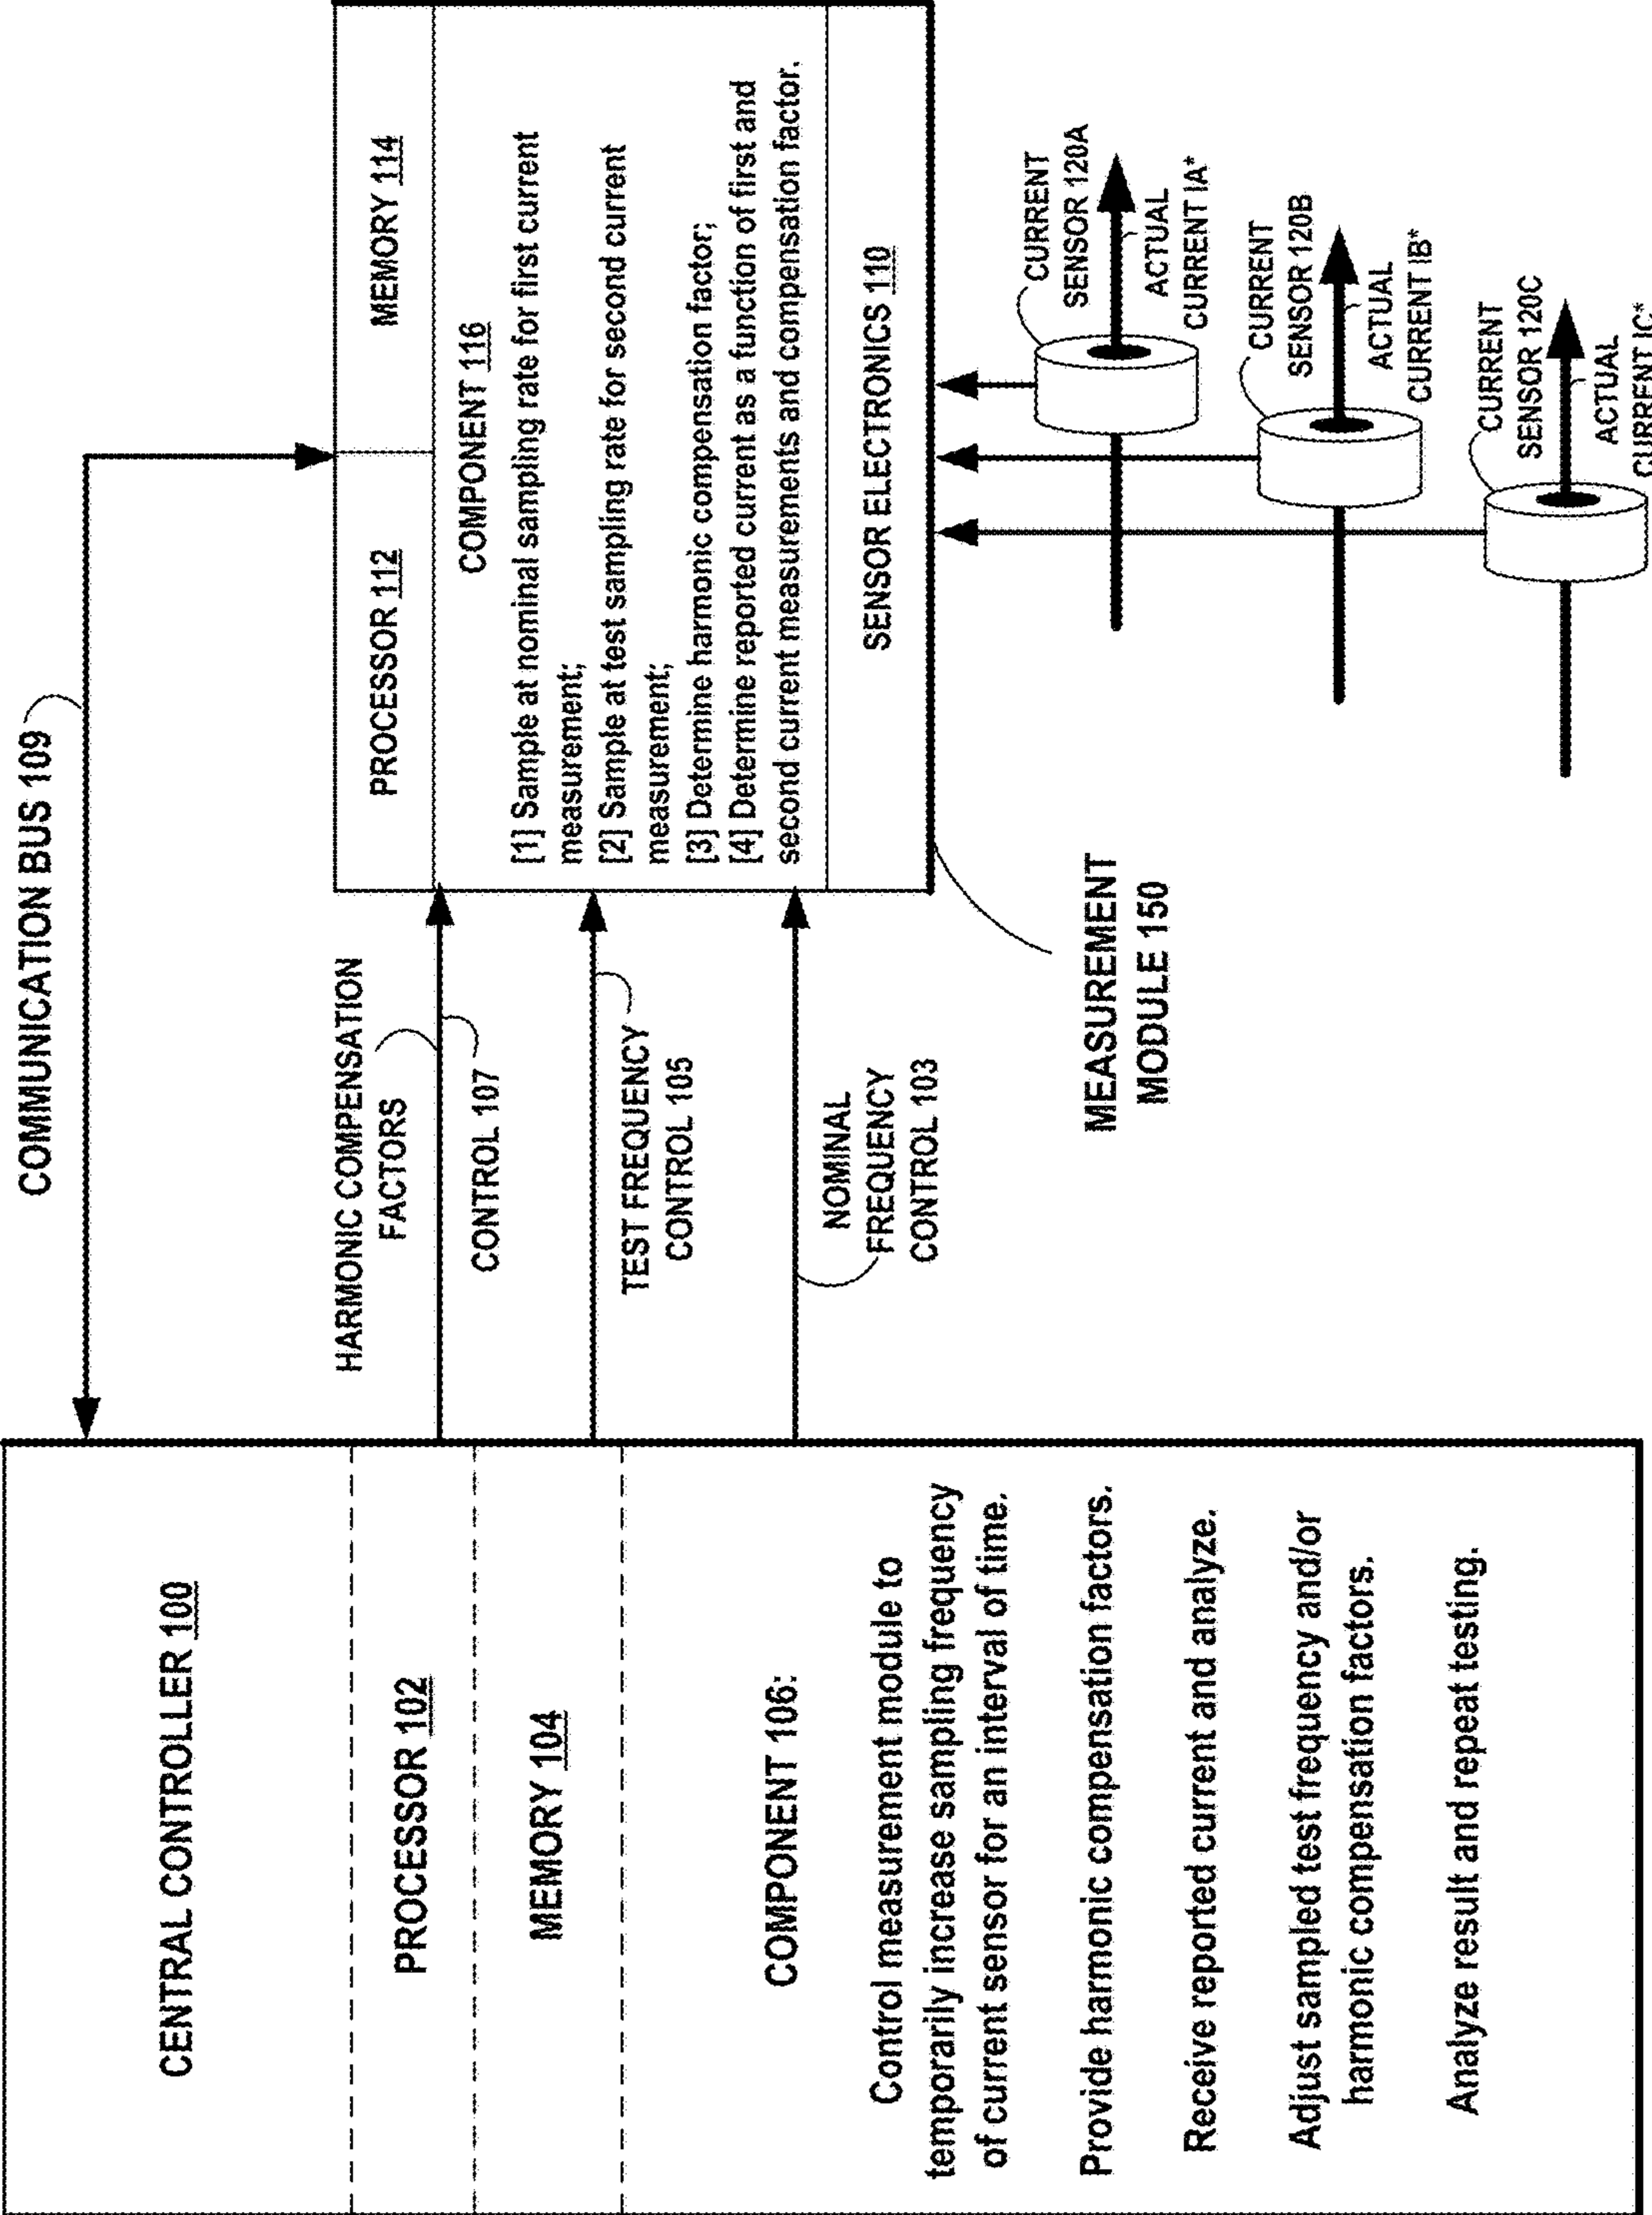 COMMUNICATION BUS 109
CENTRAL CONTROLLER 100
PROCESSOR 102
MEMORY 104
COMPONENT 106:
Control measurement module to
temporarily increase sampling frequency
of current sensor for an interval of time.
Provide harmonic compensation factors.
Receive reported current and analyze.
Adjust sampled test frequency and/or
harmonic compensation factors.
Analyze result and repeat testing.
HARMONIC COMPENSATION
FACTORS
CONTROL 107
TEST FREQUENCY
CONTROL 105
NOMINAL
FREQUENCY
CONTROL 103
PROCESSOR 112
MEMORY 114
COMPONENT 116
[1] Sample at nominal sampling rate for first current
measurement;
[2] Sample at test sampling rate for second current
measurement;
[3] Determine harmonic compensation factor;
[4] Determine reported current as a function of first and
second current measurements and compensation factor.
SENSOR ELECTRONICS 110
MEASUREMENT
MODULE 150
CURRENT
SENSOR 120A
ACTUAL
CURRENT IA*
CURRENT
SENSOR 120B
ACTUAL
CURRENT IB*
CURRENT
SENSOR 120C
ACTUAL
CURRENT IC*